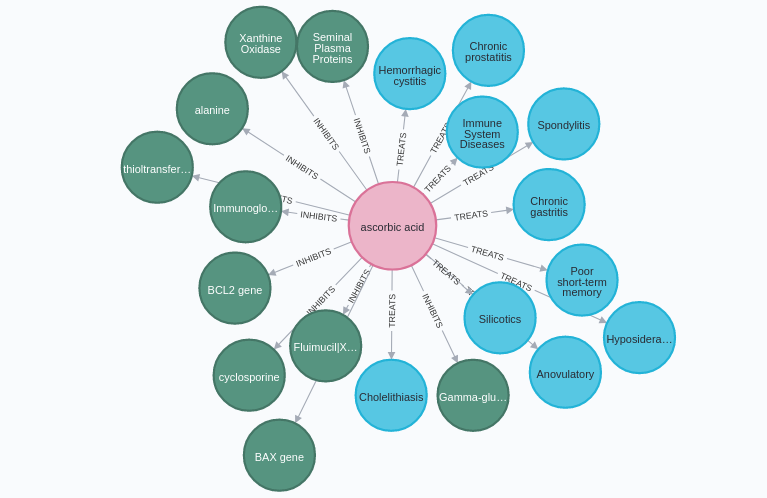 Xanthine
Oxidase
Seminal
Plasma
Proteins
Hemorrhagic
cystitis
Chronic
prostatitis
alanine
INHIBITS
INHIBITS
TREATS
TREATS
Immune
System
Diseases
Spondylitis
thioltransfer…
INHIBITS
TREATS
TREATS
Immunoglo…
INHIBITS
ascorbic acid
TREATS
Chronic
gastritis
BCL2 gene
INHIBITS
TREATS
Poor
short-term
memory
INHIBITS
INHIBITS
TREATS
INHIBITS
TREATS
TREATS
Silicotics
Hyposidera…
Fluimucil|X…
cyclosporine
Cholelithiasis
Gamma-glu…
Anovulatory
BAX gene